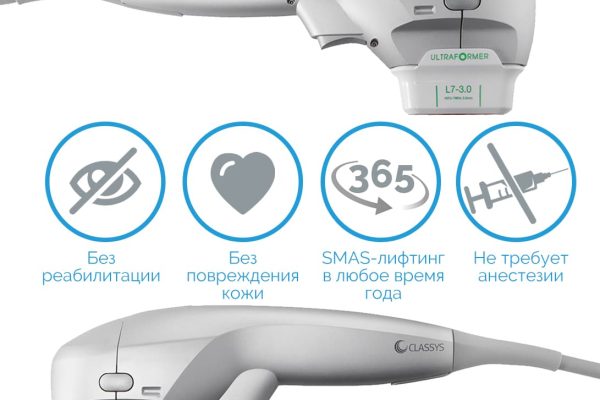 ULTRAFORMER
L7-3.0
365
Без
реабилитации
Без
повреждения
кожи
SMAS-лифтинг
в любое время
года
Не требует
анестезии
CLASSYS